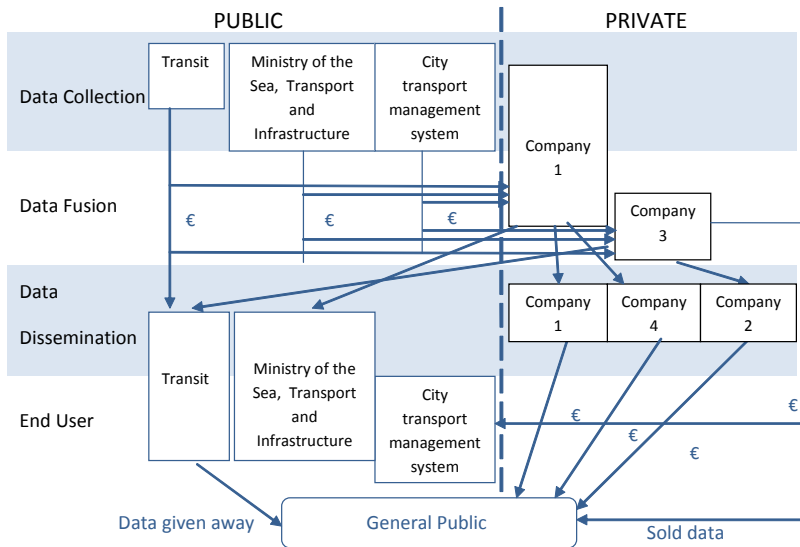 PUBLIC
PRIVATE
Data Collection
Transit
Ministry of the
Sea, Transport
and
Infrastructure
City
transport
management
system
Company
1
Data Fusion
€
€
€
€
Company
3
Data
Dissemination
Transit
Ministry of the
Sea, Transport
and
Infrastructure
Company
1
Company
4
Company
2
End User
City
transport
management
system
€
€
€
€
Data given away
General Public
Sold data